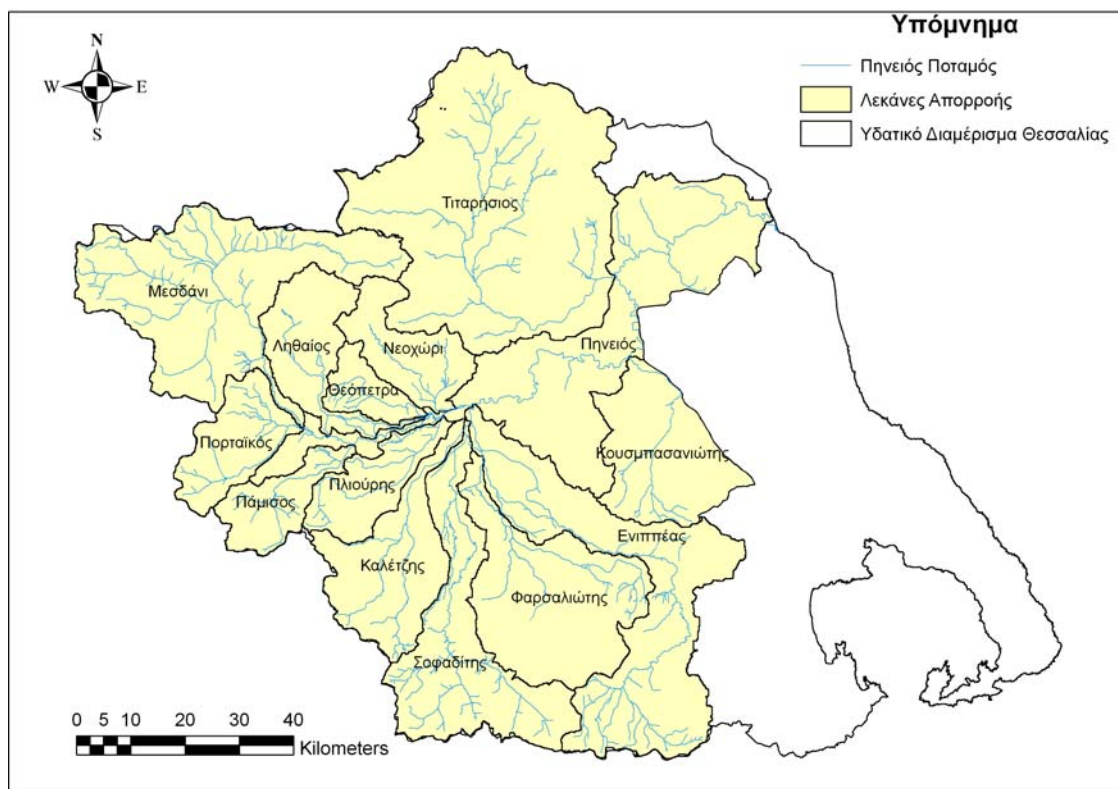 Υπόμνημα
Πηνειός Ποταμός
Λεκάνες Απορροής
Υδατικό Διαμέρισμα Θεσσαλίας
N
W E
S
Τιταρήσιος
Μεσδάνι
Ληθαίος
Νεοχώρι
Πηνειός
Θεόπετρα
Πορταϊκός
Κουσμπασανιώτης
Πλιούρης
Πάμισος
Ενιππέας
Καλέτζης
Φαρσαλιώτης
Σοφαδίτης
0 5 10 20 30 40
Kilometers